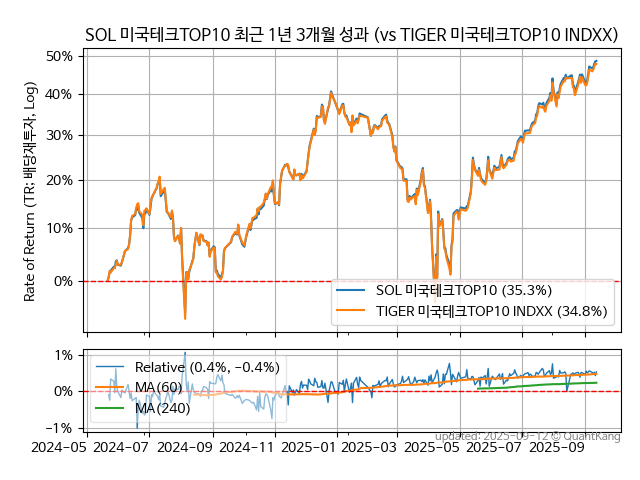 SOL 미국테크TOP10 최근 1년 3개월 성과 (vs TIGER 미국테크TOP10 INDXX)
Rate of Return (TR: 배당재투자, Log)
50%
40%
30%
20%
10%
0%
SOL 미국테크TOP10 (35.3%)
TIGER 미국테크TOP10 INDXX (34.8%)
1%
0%
−1%
Relative (0.4%, −0.4%)
MA(60)
MA(240)
2024-05 2024-07 2024-09 2024-11 2025-01 2025-03 2025-05 2025-07 2025-09
updated: 2025-09-12 © QuantKang